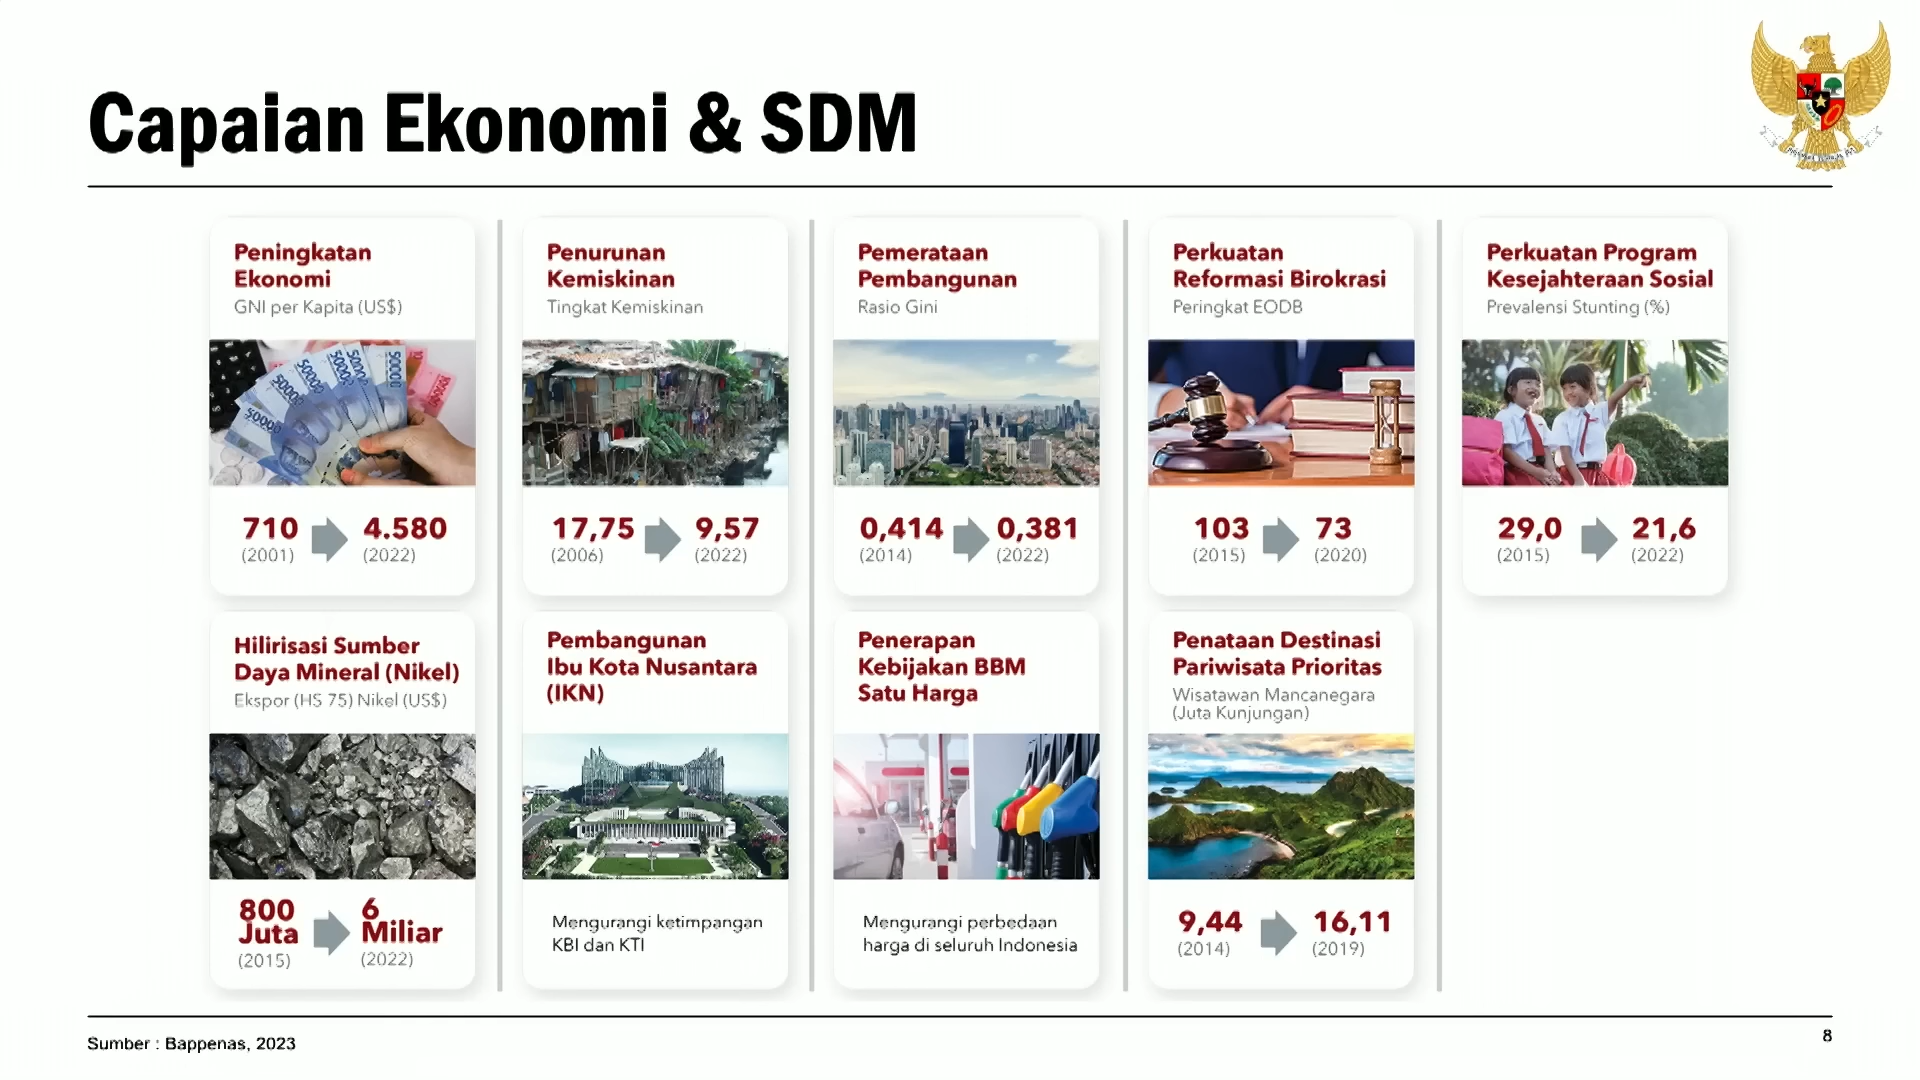 Capaian Ekonomi & SDM
Peningkatan
Ekonomi
GNI per Kapita (US$)
710
(2001)
4.580
(2022)
Penurunan
Kemiskinan
Tingkat Kemiskinan
17,75
(2006)
9,57
(2022)
Pemerataan
Pembangunan
Rasio Gini
0,414
(2014)
0,381
(2022)
Perkuatan
Reformasi Birokrasi
Peringkat EODB
103
(2015)
73
(2020)
Perkuatan Program
Kesejahteraan Sosial
Prevalensi Stunting (%)
29,0
(2015)
21,6
(2022)
Hilirisasi Sumber
Daya Mineral (Nikel)
Ekspor (HS 75) Nikel (US$)
800
Juta
(2015)
6
Miliar
(2022)
Pembangunan
Ibu Kota Nusantara
(IKN)
Mengurangi ketimpangan
KBI dan KTI
Penerapan
Kebijakan BBM
Satu Harga
Mengurangi perbedaan
harga di seluruh Indonesia
Penataan Destinasi
Pariwisata Prioritas
Wisatawan Mancanegara
(Juta Kunjungan)
9,44
(2014)
16,11
(2019)
Sumber : Bappenas, 2023
8